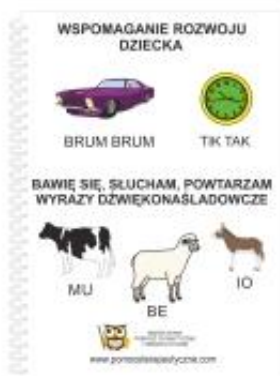 WSPOMAGANIE ROZWOJU
DZIECKA
BRUM BRUM
TIK TAK
BAWIĘ SIĘ, SŁUCHAM, POWTARZAM
WYRAZY DŹWIĘKONAŚLADOWCZE
MU
BE
IO
www.pomocelogopedyczne.com